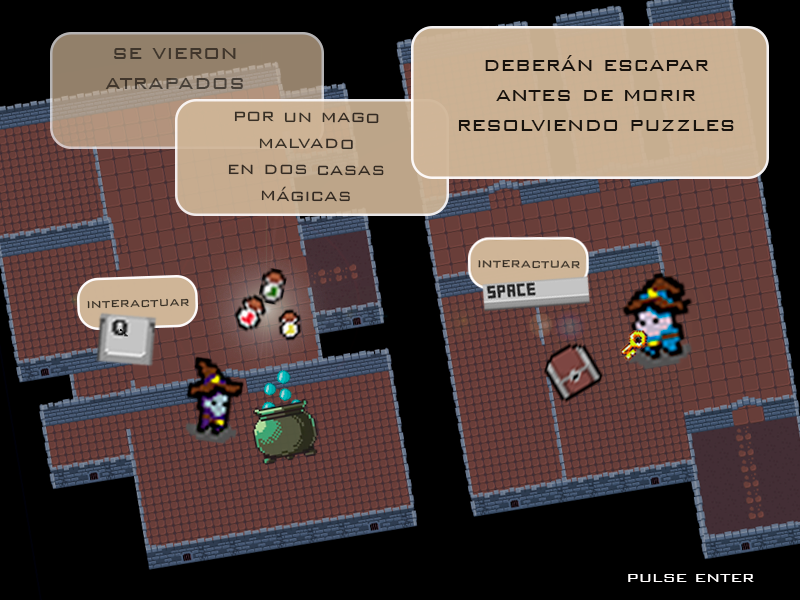 SE VIERON
ATRAPADOS
POR UN MAGO
MALVADO
EN DOS CASAS
MÁGICAS
DEBERÁN ESCAPAR
ANTES DE MORIR
RESOLVIENDO PUZZLES
INTERACTUAR
Q
INTERACTUAR
SPACE
PULSE ENTER